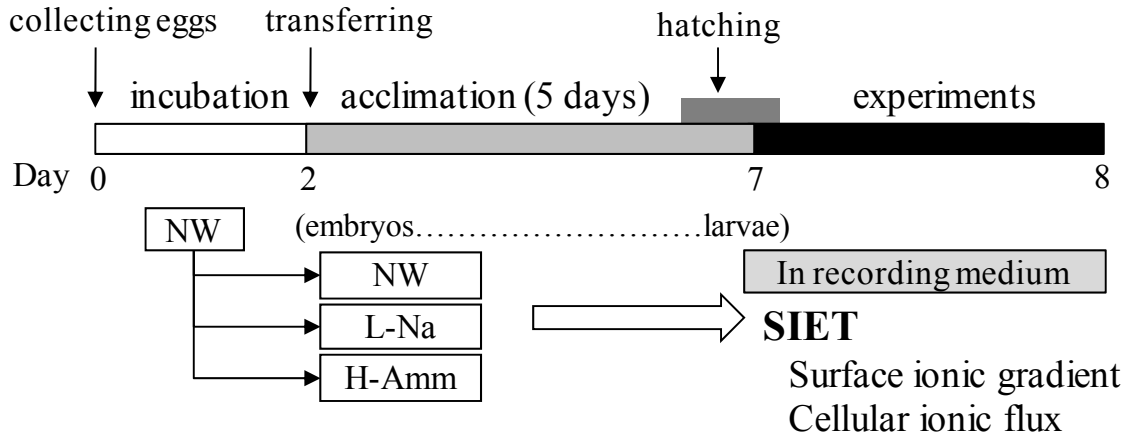 collecting eggs transferring hatching
incubation acclimation (5 days) experiments
Day 0 2 7 8
NW (embryos………………………larvae)
NW In recording medium
L-Na SIET
H-Amm Surface ionic gradient
Cellular ionic flux